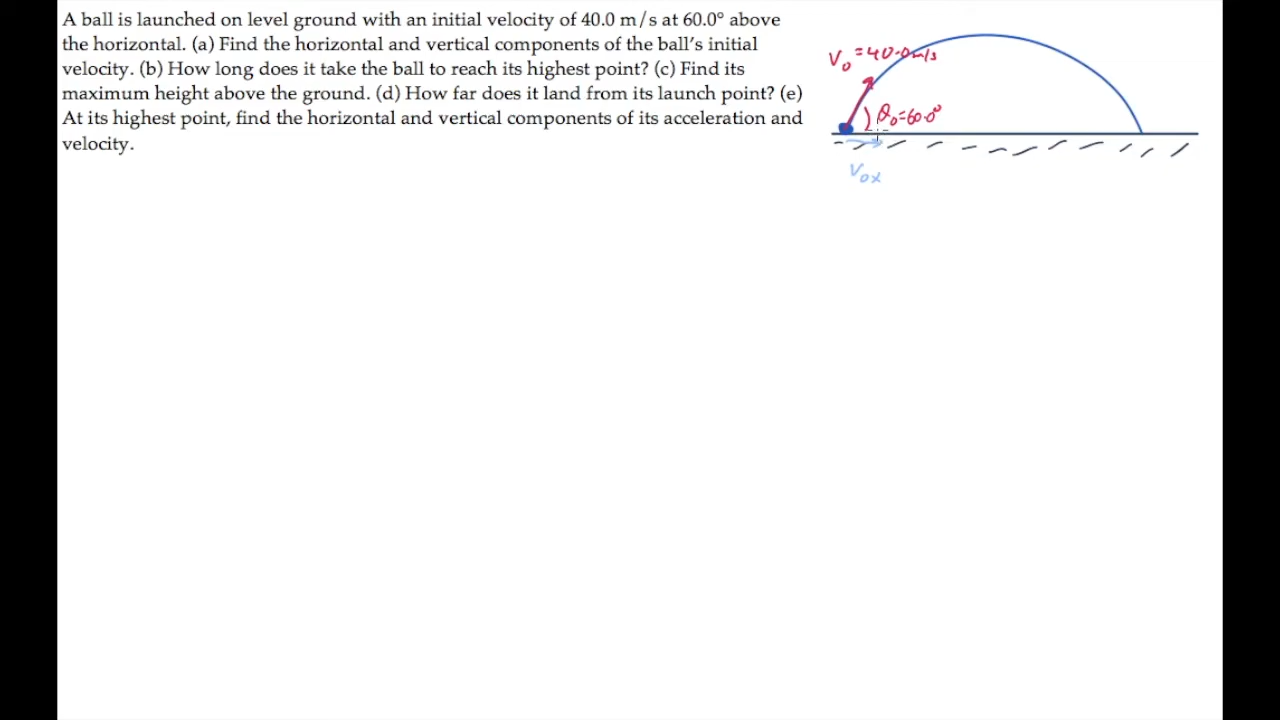 A ball is launched on level ground with an initial velocity of 40.0 m/s at 60.0° above
the horizontal. (a) Find the horizontal and vertical components of the ball's initial
velocity. (b) How long does it take the ball to reach its highest point? (c) Find its
maximum height above the ground. (d) How far does it land from its launch point? (e)
At its highest point, find the horizontal and vertical components of its acceleration and
velocity.
V₀ = 40.0 m/s
θ₀ = 60.0°
V₀ₓ